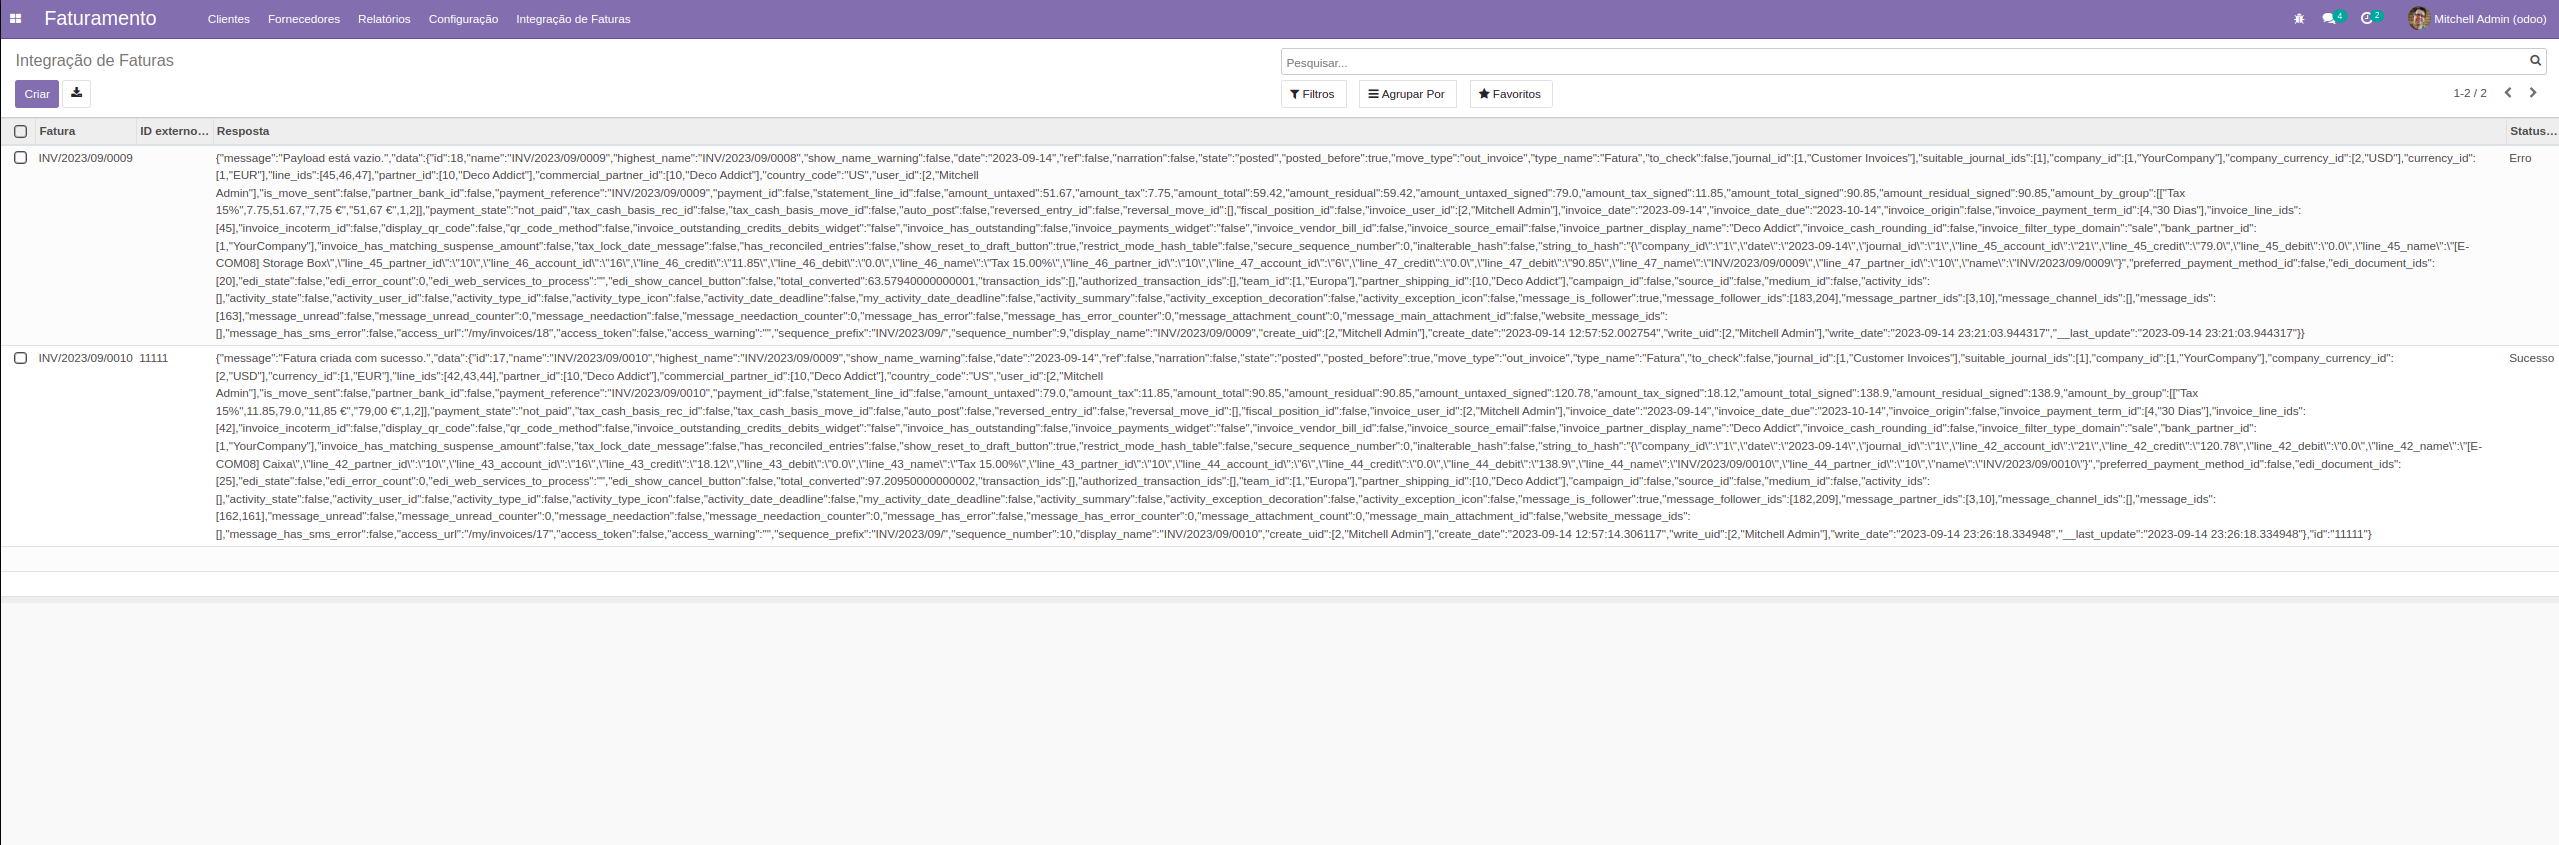 Faturamento Clientes Fornecedores Relatórios Configuração Integração de Faturas 4 2 Mitchell Admin (odoo)
Integração de Faturas Pesquisar...
Criar Filtros Agrupar Por Favoritos 1-2 / 2
Fatura ID externo... Resposta Status...
INV/2023/09/0009 {"message":"Payload está vazio.","data":{"id":18,"name":"INV/2023/09/0009","highest_name":"INV/2023/09/0008","show_name_warning":false,"date":"2023-09-14","ref":false,"narration":false,"state":"posted","posted_before":true,"move_type":"out_invoice","type_name":"Fatura","to_check":false,"journal_id":[1,"Customer Invoices"],"suitable_journal_ids":[1],"company_id":[1,"YourCompany"],"company_currency_id":[2,"USD"],"currency_id": Erro
[1,"EUR"],"line_ids":[45,46,47],"partner_id":[10,"Deco Addict"],"commercial_partner_id":[10,"Deco Addict"],"country_code":"US","user_id":[2,"Mitchell
Admin"],"is_move_sent":false,"partner_bank_id":false,"payment_reference":"INV/2023/09/0009","payment_id":false,"statement_line_id":false,"amount_untaxed":51.67,"amount_tax":7.75,"amount_total":59.42,"amount_residual":59.42,"amount_untaxed_signed":79.0,"amount_tax_signed":11.85,"amount_total_signed":90.85,"amount_residual_signed":90.85,"amount_by_group":[["Tax
15%",7.75,51.67,"7,75 €","51,67 €",1,2]],"payment_state":"not_paid","tax_cash_basis_rec_id":false,"tax_cash_basis_move_id":false,"auto_post":false,"reversed_entry_id":false,"reversal_move_id":[],"fiscal_position_id":false,"invoice_user_id":[2,"Mitchell Admin"],"invoice_date":"2023-09-14","invoice_date_due":"2023-10-14","invoice_origin":false,"invoice_payment_term_id":[4,"30 Dias"],"invoice_line_ids":
[45],"invoice_incoterm_id":false,"display_qr_code":false,"qr_code_method":false,"invoice_outstanding_credits_debits_widget":"false","invoice_has_outstanding":false,"invoice_payments_widget":"false","invoice_vendor_bill_id":false,"invoice_source_email":false,"invoice_partner_display_name":"Deco Addict","invoice_cash_rounding_id":false,"invoice_filter_type_domain":"sale","bank_partner_id":
[1,"YourCompany"],"invoice_has_matching_suspense_amount":false,"tax_lock_date_message":false,"has_reconciled_entries":false,"show_reset_to_draft_button":true,"restrict_mode_hash_table":false,"secure_sequence_number":0,"inalterable_hash":false,"string_to_hash":"{\"company_id\":\"1\",\"date\":\"2023-09-14\",\"journal_id\":\"1\",\"line_45_account_id\":\"21\",\"line_45_credit\":\"79.0\",\"line_45_debit\":\"0.0\",\"line_45_name\":\"[E-
COM08] Storage Box\",\"line_45_partner_id\":\"10\",\"line_46_account_id\":\"16\",\"line_46_credit\":\"11.85\",\"line_46_debit\":\"0.0\",\"line_46_name\":\"Tax 15.00%\",\"line_46_partner_id\":\"10\",\"line_47_account_id\":\"6\",\"line_47_credit\":\"0.0\",\"line_47_debit\":\"90.85\",\"line_47_name\":\"INV/2023/09/0009\",\"line_47_partner_id\":\"10\",\"name\":\"INV/2023/09/0009\"}","preferred_payment_method_id":false,"edi_document_ids":
[20],"edi_state":false,"edi_error_count":0,"edi_web_services_to_process":"","edi_show_cancel_button":false,"total_converted":63.57940000000001,"transaction_ids":[],"authorized_transaction_ids":[],"team_id":[1,"Europa"],"partner_shipping_id":[10,"Deco Addict"],"campaign_id":false,"source_id":false,"medium_id":false,"activity_ids":
[],"activity_state":false,"activity_user_id":false,"activity_type_id":false,"activity_type_icon":false,"activity_date_deadline":false,"my_activity_date_deadline":false,"activity_summary":false,"activity_exception_decoration":false,"activity_exception_icon":false,"message_is_follower":true,"message_follower_ids":[183,204],"message_partner_ids":[3,10],"message_channel_ids":[],"message_ids":
[163],"message_unread":false,"message_unread_counter":0,"message_needaction":false,"message_needaction_counter":0,"message_has_error":false,"message_has_error_counter":0,"message_attachment_count":0,"message_main_attachment_id":false,"website_message_ids":
[],"message_has_sms_error":false,"access_url":"/my/invoices/18","access_token":false,"access_warning":"","sequence_prefix":"INV/2023/09/","sequence_number":9,"display_name":"INV/2023/09/0009","create_uid":[2,"Mitchell Admin"],"create_date":"2023-09-14 12:57:52.002754","write_uid":[2,"Mitchell Admin"],"write_date":"2023-09-14 23:21:03.944317","__last_update":"2023-09-14 23:21:03.944317"}}
INV/2023/09/0010 11111 {"message":"Fatura criada com sucesso.","data":{"id":17,"name":"INV/2023/09/0010","highest_name":"INV/2023/09/0009","show_name_warning":false,"date":"2023-09-14","ref":false,"narration":false,"state":"posted","posted_before":true,"move_type":"out_invoice","type_name":"Fatura","to_check":false,"journal_id":[1,"Customer Invoices"],"suitable_journal_ids":[1],"company_id":[1,"YourCompany"],"company_currency_id": Sucesso
[2,"USD"],"currency_id":[1,"EUR"],"line_ids":[42,43,44],"partner_id":[10,"Deco Addict"],"commercial_partner_id":[10,"Deco Addict"],"country_code":"US","user_id":[2,"Mitchell
Admin"],"is_move_sent":false,"partner_bank_id":false,"payment_reference":"INV/2023/09/0010","payment_id":false,"statement_line_id":false,"amount_untaxed":79.0,"amount_tax":11.85,"amount_total":90.85,"amount_residual":90.85,"amount_untaxed_signed":120.78,"amount_tax_signed":18.12,"amount_total_signed":138.9,"amount_residual_signed":138.9,"amount_by_group":[["Tax
15%",11.85,79.0,"11,85 €","79,00 €",1,2]],"payment_state":"not_paid","tax_cash_basis_rec_id":false,"tax_cash_basis_move_id":false,"auto_post":false,"reversed_entry_id":false,"reversal_move_id":[],"fiscal_position_id":false,"invoice_user_id":[2,"Mitchell Admin"],"invoice_date":"2023-09-14","invoice_date_due":"2023-10-14","invoice_origin":false,"invoice_payment_term_id":[4,"30 Dias"],"invoice_line_ids":
[42],"invoice_incoterm_id":false,"display_qr_code":false,"qr_code_method":false,"invoice_outstanding_credits_debits_widget":"false","invoice_has_outstanding":false,"invoice_payments_widget":"false","invoice_vendor_bill_id":false,"invoice_source_email":false,"invoice_partner_display_name":"Deco Addict","invoice_cash_rounding_id":false,"invoice_filter_type_domain":"sale","bank_partner_id":
[1,"YourCompany"],"invoice_has_matching_suspense_amount":false,"tax_lock_date_message":false,"has_reconciled_entries":false,"show_reset_to_draft_button":true,"restrict_mode_hash_table":false,"secure_sequence_number":0,"inalterable_hash":false,"string_to_hash":"{\"company_id\":\"1\",\"date\":\"2023-09-14\",\"journal_id\":\"1\",\"line_42_account_id\":\"21\",\"line_42_credit\":\"120.78\",\"line_42_debit\":\"0.0\",\"line_42_name\":\"[E-
COM08] Caixa\",\"line_42_partner_id\":\"10\",\"line_43_account_id\":\"16\",\"line_43_credit\":\"18.12\",\"line_43_debit\":\"0.0\",\"line_43_name\":\"Tax 15.00%\",\"line_43_partner_id\":\"10\",\"line_44_account_id\":\"6\",\"line_44_credit\":\"0.0\",\"line_44_debit\":\"138.9\",\"line_44_name\":\"INV/2023/09/0010\",\"line_44_partner_id\":\"10\",\"name\":\"INV/2023/09/0010\"}","preferred_payment_method_id":false,"edi_document_ids":
[25],"edi_state":false,"edi_error_count":0,"edi_web_services_to_process":"","edi_show_cancel_button":false,"total_converted":97.20950000000002,"transaction_ids":[],"authorized_transaction_ids":[],"team_id":[1,"Europa"],"partner_shipping_id":[10,"Deco Addict"],"campaign_id":false,"source_id":false,"medium_id":false,"activity_ids":
[],"activity_state":false,"activity_user_id":false,"activity_type_id":false,"activity_type_icon":false,"activity_date_deadline":false,"my_activity_date_deadline":false,"activity_summary":false,"activity_exception_decoration":false,"activity_exception_icon":false,"message_is_follower":true,"message_follower_ids":[182,209],"message_partner_ids":[3,10],"message_channel_ids":[],"message_ids":
[162,161],"message_unread":false,"message_unread_counter":0,"message_needaction":false,"message_needaction_counter":0,"message_has_error":false,"message_has_error_counter":0,"message_attachment_count":0,"message_main_attachment_id":false,"website_message_ids":
[],"message_has_sms_error":false,"access_url":"/my/invoices/17","access_token":false,"access_warning":"","sequence_prefix":"INV/2023/09/","sequence_number":10,"display_name":"INV/2023/09/0010","create_uid":[2,"Mitchell Admin"],"create_date":"2023-09-14 12:57:14.306117","write_uid":[2,"Mitchell Admin"],"write_date":"2023-09-14 23:26:18.334948","__last_update":"2023-09-14 23:26:18.334948"},"id":"11111"}